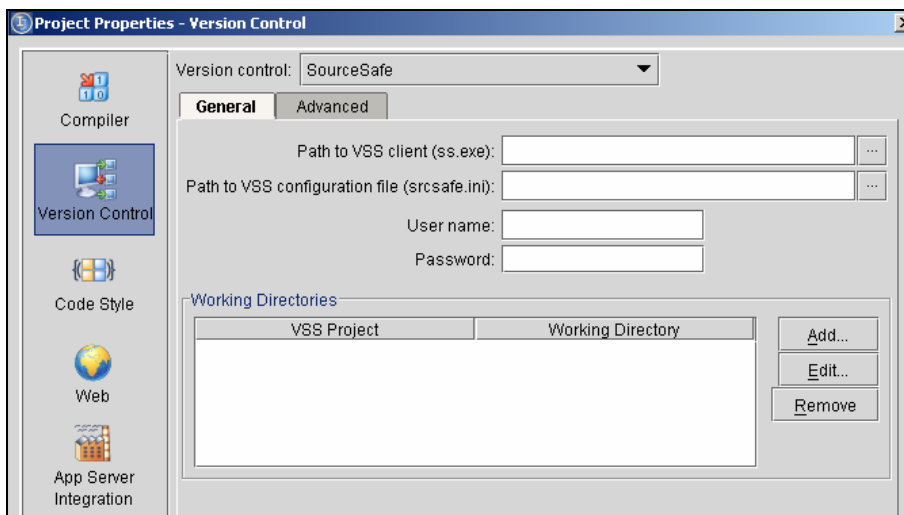 Project Properties - Version Control
Compiler
Version Control
Code Style
Web
App Server
Integration
Version control: SourceSafe
General Advanced
Path to VSS client (ss.exe): ...
Path to VSS configuration file (srcsafe.ini): ...
User name:
Password:
Working Directories
VSS Project Working Directory
Add...
Edit...
Remove